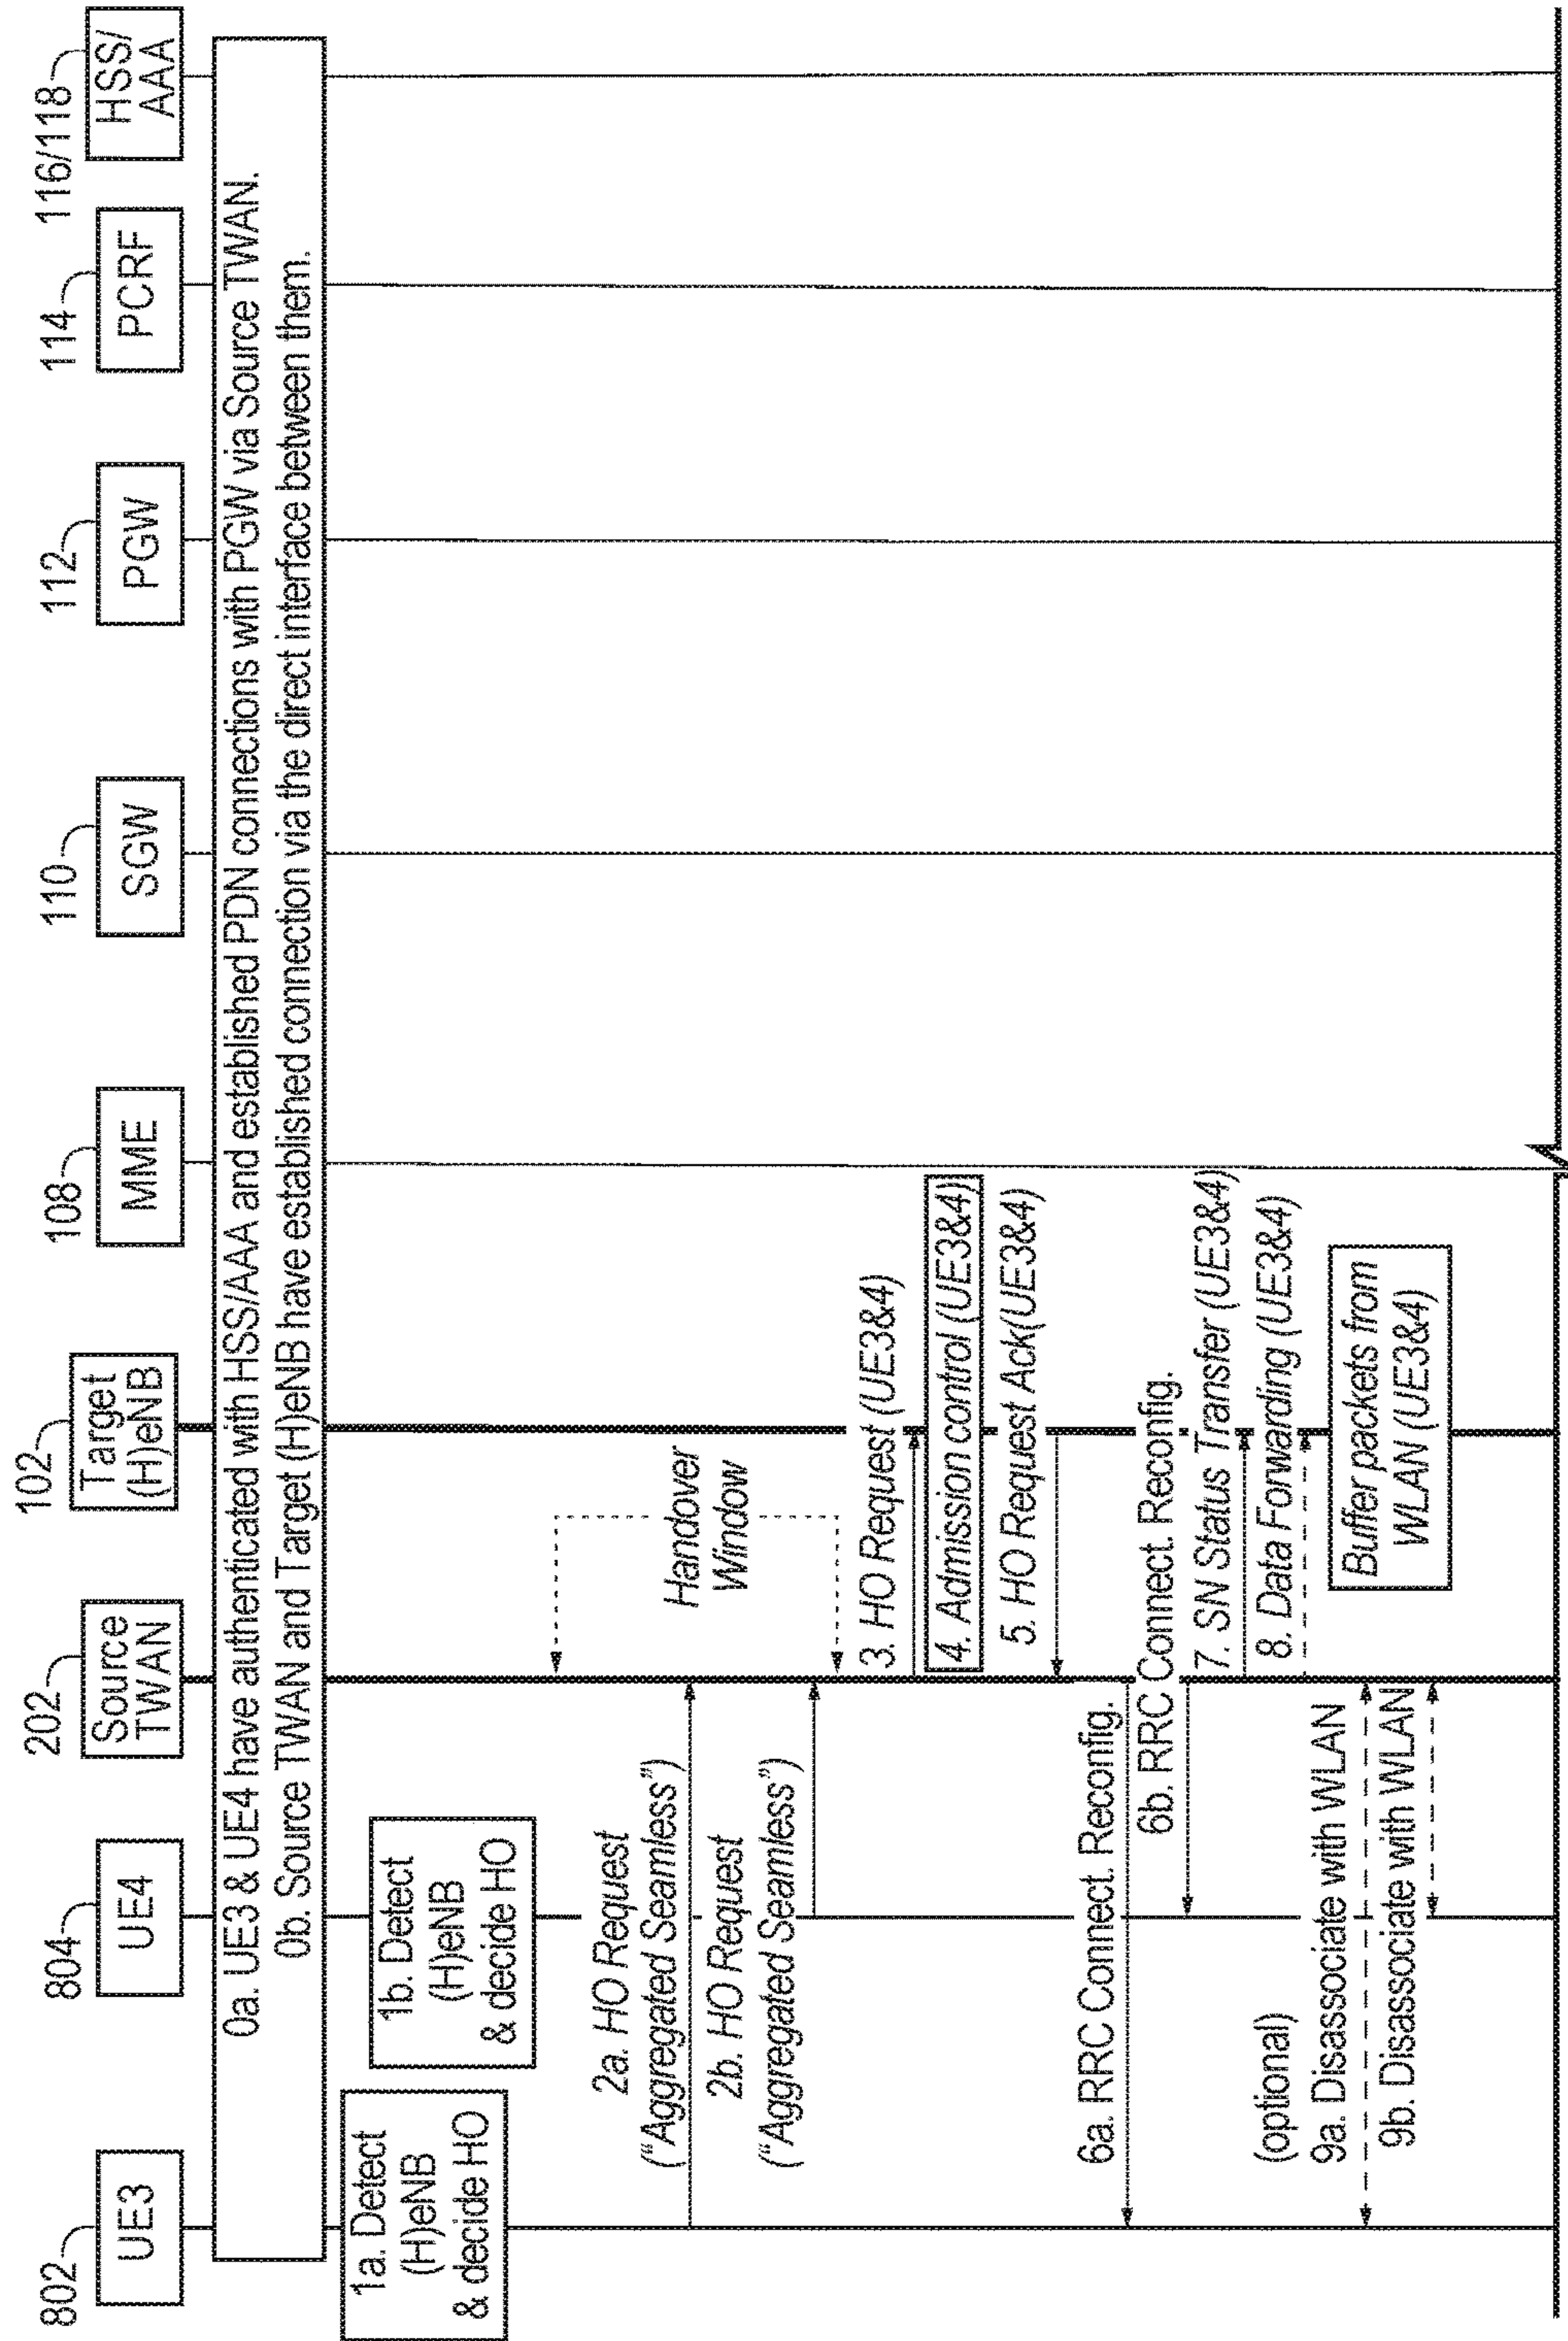 802
UE3
804
UE4
202
Source
TWAN
102
Target
(H)eNB
108
MME
110
SGW
112
PGW
114
PCRF
116/118
HSS/
AAA
0a. UE3 & UE4 have authenticated with HSS/AAA and established PDN connections with PGW via Source TWAN.
0b. Source TWAN and Target (H)eNB have established connection via the direct interface between them.
1a. Detect
(H)eNB
& decide HO
1b. Detect
(H)eNB
& decide HO
2a. HO Request
(“Aggregated Seamless”)
2b. HO Request
(“Aggregated Seamless”)
Handover
Window
3. HO Request (UE3&4)
4. Admission control (UE3&4)
5. HO Request Ack(UE3&4)
6a. RRC Connect. Reconfig.
6b. RRC Connect. Reconfig.
7. SN Status Transfer (UE3&4)
8. Data Forwarding (UE3&4)
(optional)
9a. Disassociate with WLAN
9b. Disassociate with WLAN
Buffer packets from
WLAN (UE3&4)